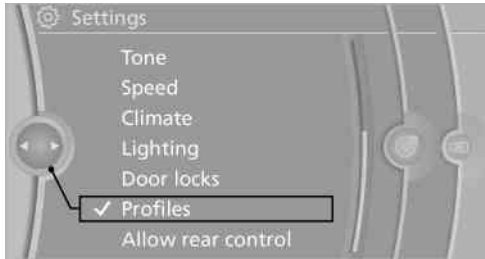 Settings
Tone
Speed
Climate
Lighting
Door locks
✓ Profiles
Allow rear control